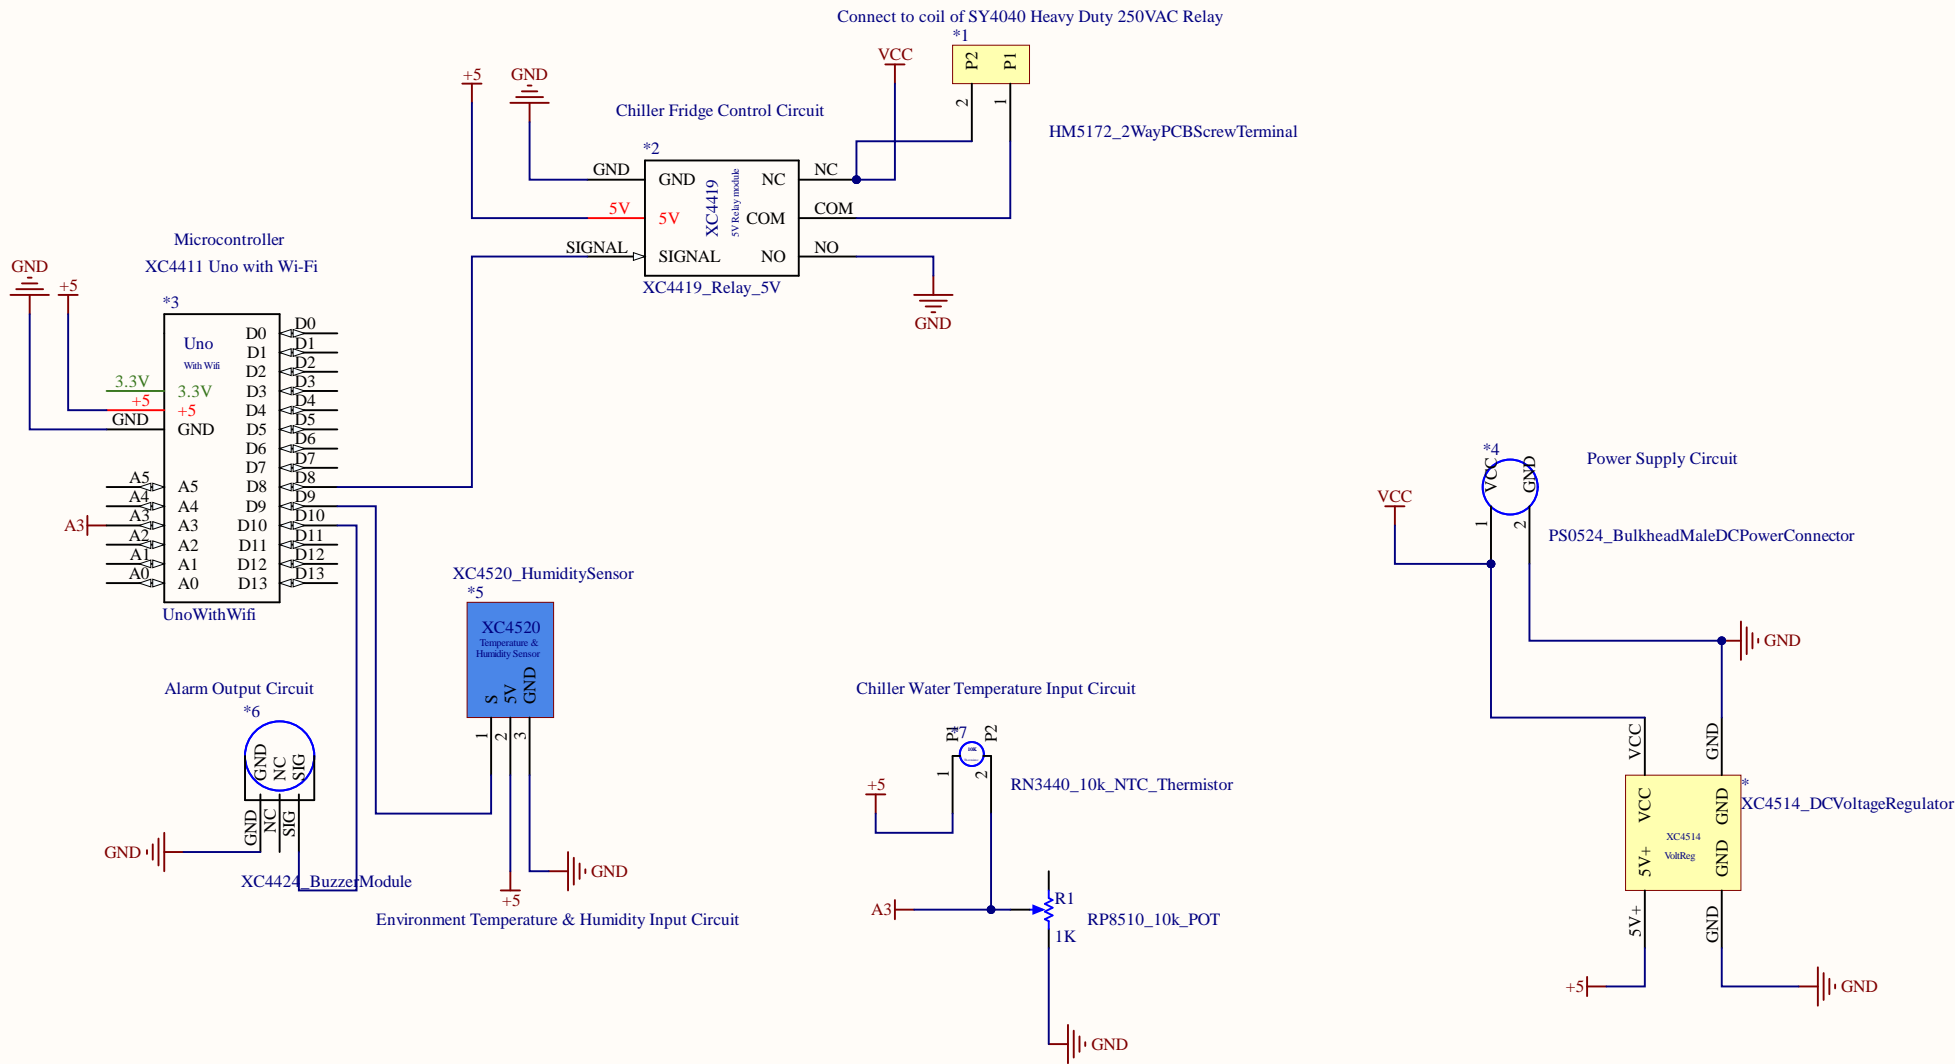 Connect to coil of SY4040 Heavy Duty 250VAC Relay
*1
P2
P1
2
1
HM5172_2WayPCBScrewTerminal
VCC
+5
GND
Chiller Fridge Control Circuit
*2
GND
5V
SIGNAL
GND
5V
SIGNAL
XC4419
5V Relay module
NC
COM
NO
NC
COM
NO
XC4419_Relay_5V
GND
Microcontroller
XC4411 Uno with Wi-Fi
GND
+5
*3
Uno
With Wifi
3.3V
+5
GND
3.3V
+5
GND
A5
A4
A3
A2
A1
A0
A5
A4
A3
A2
A1
A0
A3
D0
D1
D2
D3
D4
D5
D6
D7
D8
D9
D10
D11
D12
D13
D0
D1
D2
D3
D4
D5
D6
D7
D8
D9
D10
D11
D12
D13
UnoWithWifi
XC4520_HumiditySensor
*5
XC4520
Temperature &
Humidity Sensor
S
5V
GND
1
2
3
GND
+5
Environment Temperature & Humidity Input Circuit
Alarm Output Circuit
*6
GND
NC
SIG
GND
NC
SIG
GND
XC4424_BuzzerModule
Chiller Water Temperature Input Circuit
P1
*7
P2
10K
1
2
RN3440_10k_NTC_Thermistor
+5
A3
R1
RP8510_10k_POT
1K
GND
*4
Power Supply Circuit
VCC
GND
VCC
1
2
PS0524_BulkheadMaleDCPowerConnector
GND
VCC
GND
*
XC4514_DCVoltageRegulator
VCC
GND
XC4514
VoltReg
5V+
GND
5V+
GND
+5
GND